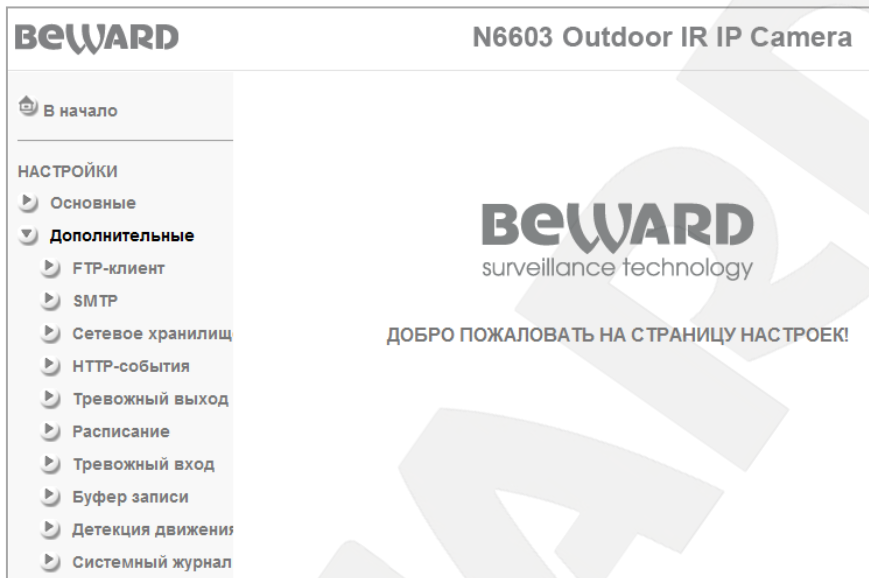 BEWARD
N6603 Outdoor IR IP Camera
В начало
НАСТРОЙКИ
Основные
Дополнительные
FTP-клиент
SMTP
Сетевое хранилищ
HTTP-события
Тревожный выход
Расписание
Тревожный вход
Буфер записи
Детекция движения
Системный журнал
BEWARD
surveillance technology
ДОБРО ПОЖАЛОВАТЬ НА СТРАНИЦУ НАСТРОЕК!